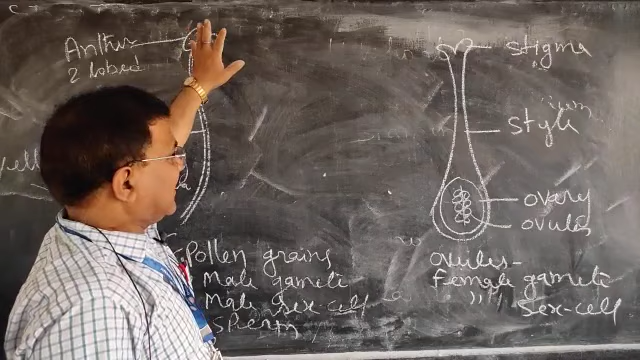 Anther
2 lobed
Pollen grains
Male gamete
Male sex-cell
Sperm
stigma
style
ovary
ovules
ovules-
Female gamete
" " sex-cell